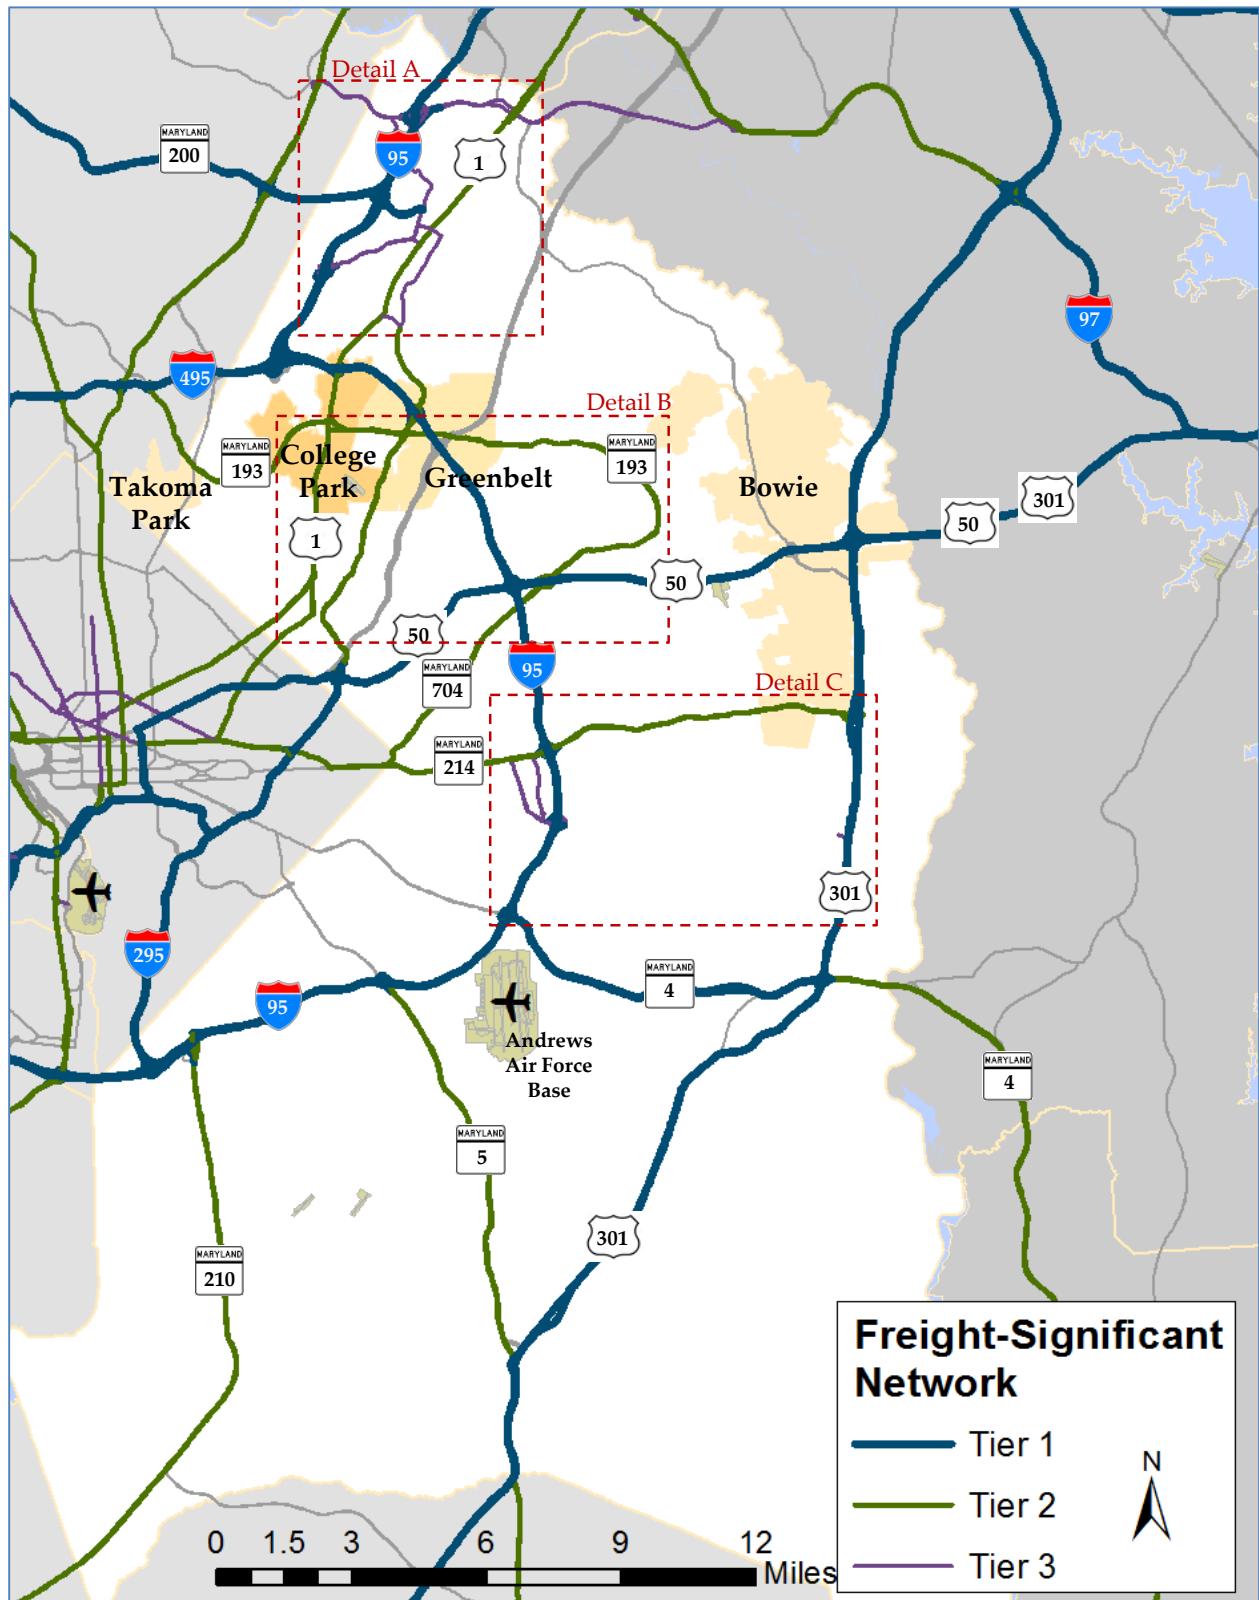 Detail A
MARYLAND
200
95
1
97
495
Detail B
MARYLAND
193
College
Park
Greenbelt
MARYLAND
193
Bowie
Takoma
Park
1
50
301
50
50
95
MARYLAND
704
Detail C
MARYLAND
214
301
295
95
MARYLAND
4
Andrews
Air Force
Base
MARYLAND
4
MARYLAND
5
301
MARYLAND
210
Freight-Significant
Network
Tier 1
Tier 2
Tier 3
N
0 1.5 3 6 9 12
Miles